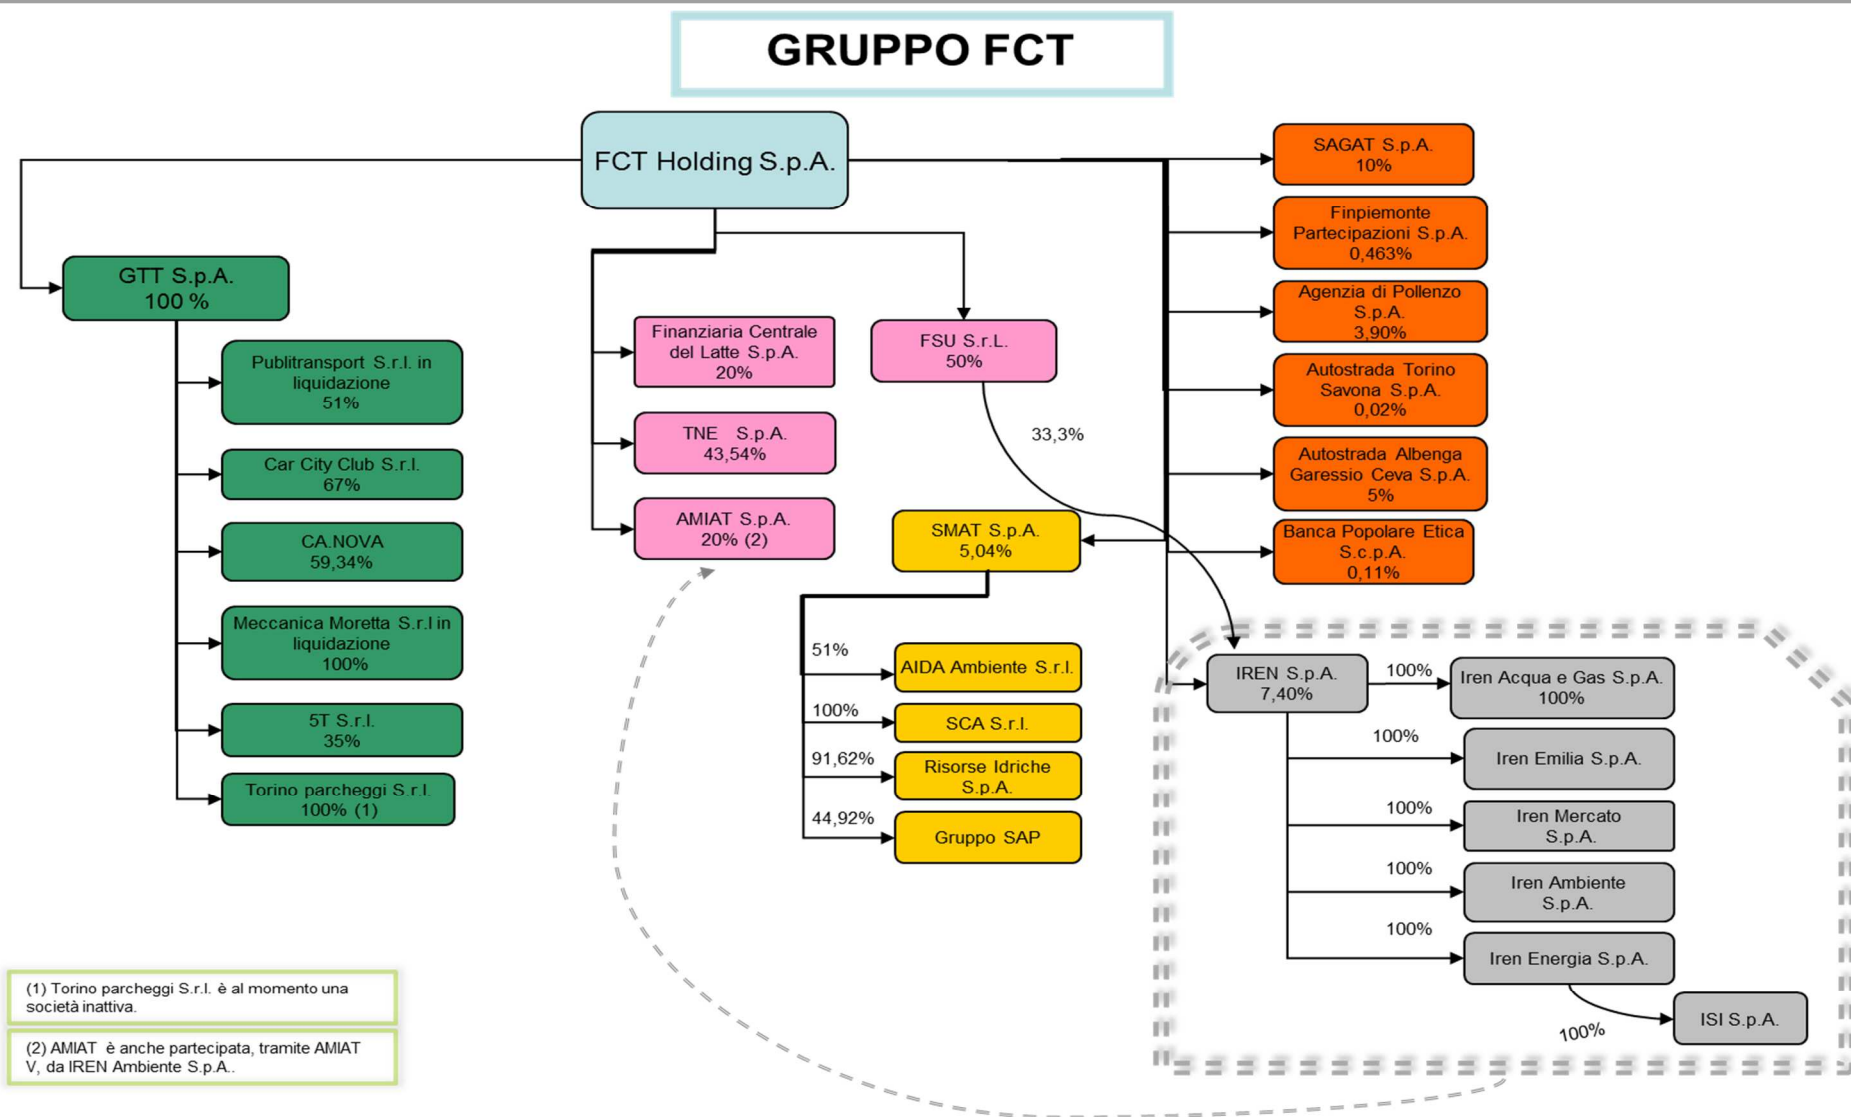 GRUPPO FCT
FCT Holding S.p.A.
GTT S.p.A.
100 %
Publitransport S.r.l. in
liquidazione
51%
Car City Club S.r.l.
67%
CA.NOVA
59,34%
Meccanica Moretta S.r.l in
liquidazione
100%
5T S.r.l.
35%
Torino parcheggi S.r.l.
100% (1)
Finanziaria Centrale
del Latte S.p.A.
20%
TNE S.p.A.
43,54%
AMIAT S.p.A.
20% (2)
FSU S.r.L.
50%
33,3%
SMAT S.p.A.
5,04%
51%
AIDA Ambiente S.r.l.
100%
SCA S.r.l.
91,62%
Risorse Idriche
S.p.A.
44,92%
Gruppo SAP
SAGAT S.p.A.
10%
Finpiemonte
Partecipazioni S.p.A.
0,463%
Agenzia di Pollenzo
S.p.A.
3,90%
Autostrada Torino
Savona S.p.A.
0,02%
Autostrada Albenga
Garessio Ceva S.p.A.
5%
Banca Popolare Etica
S.c.p.A.
0,11%
IREN S.p.A.
7,40%
100%
Iren Acqua e Gas S.p.A.
100%
100%
Iren Emilia S.p.A.
100%
Iren Mercato
S.p.A.
100%
Iren Ambiente
S.p.A.
100%
Iren Energia S.p.A.
100%
ISI S.p.A.
(1) Torino parcheggi S.r.l. è al momento una
società inattiva.
(2) AMIAT è anche partecipata, tramite AMIAT
V, da IREN Ambiente S.p.A..